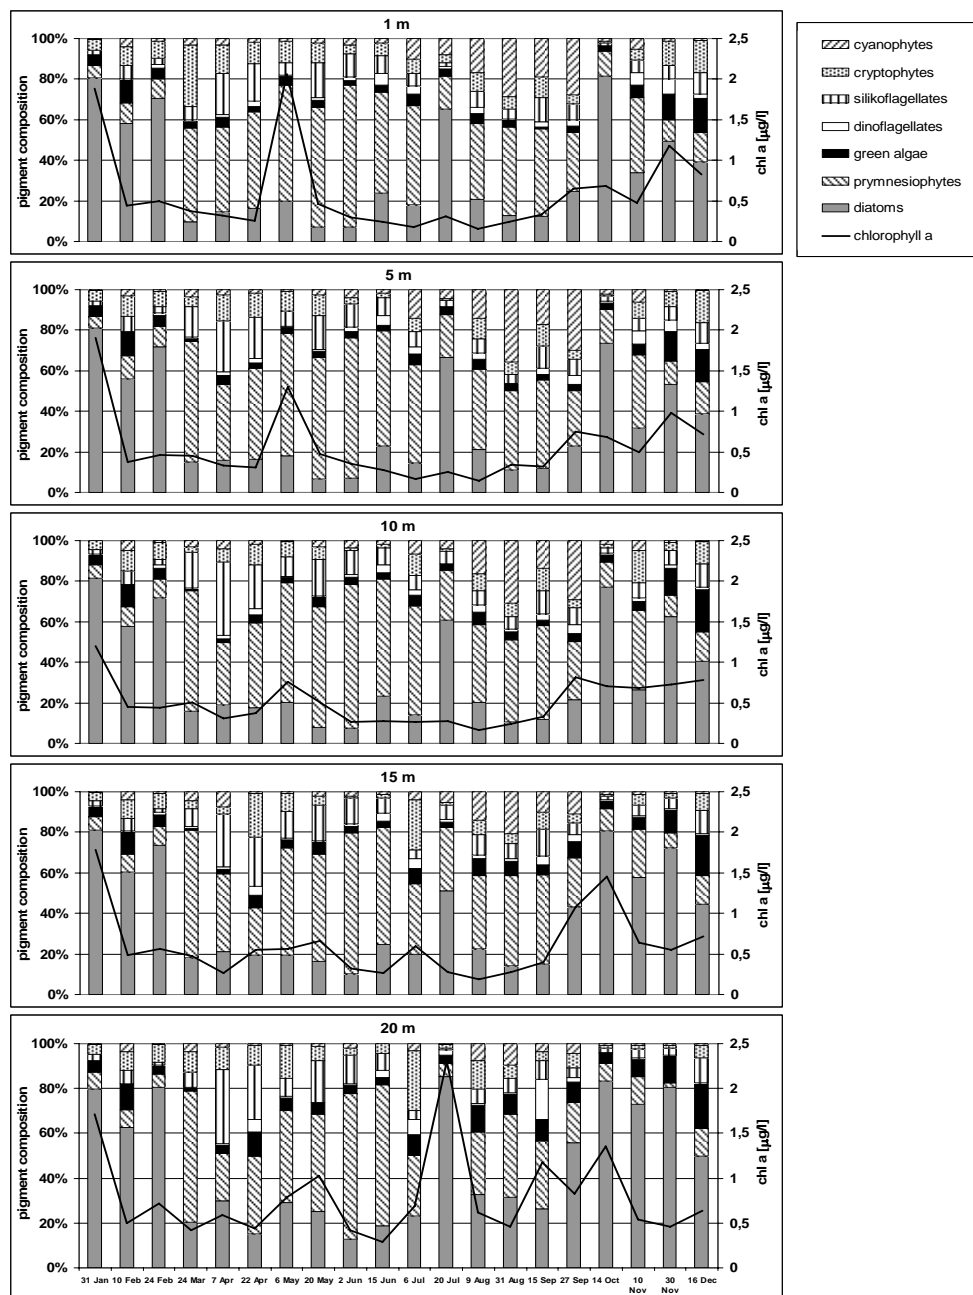 1 m
100%
80%
60%
40%
20%
0%
pigment composition
2,5
2
1,5
1
0,5
0
chl a [µg/l]
cyanophytes
cryptophytes
silikoflagellates
dinoflagellates
green algae
prymnesiophytes
diatoms
chlorophyll a
5 m
100%
80%
60%
40%
20%
0%
pigment composition
2,5
2
1,5
1
0,5
0
chl a [µg/l]
10 m
100%
80%
60%
40%
20%
0%
pigment composition
2,5
2
1,5
1
0,5
0
chl a [µg/l]
15 m
100%
80%
60%
40%
20%
0%
pigment composition
2,5
2
1,5
1
0,5
0
chl a [µg/l]
20 m
100%
80%
60%
40%
20%
0%
pigment composition
2,5
2
1,5
1
0,5
0
chl a [µg/l]
31 Jan 10 Feb 24 Feb 24 Mar 7 Apr 22 Apr 6 May 20 May 2 Jun 15 Jun 6 Jul 20 Jul 9 Aug 31 Aug 15 Sep 27 Sep 14 Oct 10 30 16 Dec
Nov Nov